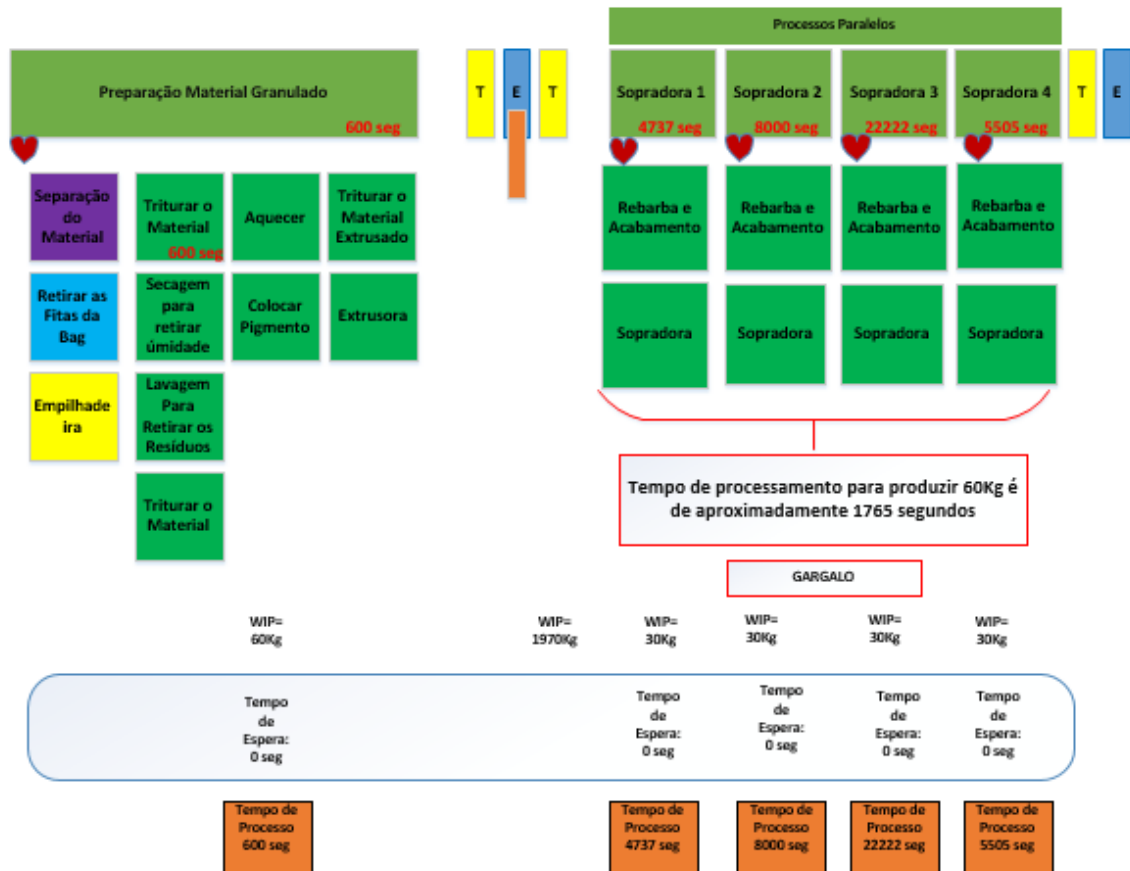 Processos Paralelos
Preparação Material Granulado
600 seg
T
E
T
Sopradora 1
4737 seg
Sopradora 2
8000 seg
Sopradora 3
22222 seg
Sopradora 4
5505 seg
T
E
Separação
do
Material
Triturar o
Material
600 seg
Aquecer
Triturar o
Material
Extrusado
Rebarba e
Acabamento
Rebarba e
Acabamento
Rebarba e
Acabamento
Rebarba e
Acabamento
Retirar as
Fitas da
Bag
Secagem
para
retirar
úmidade
Colocar
Pigmento
Extrusora
Sopradora
Sopradora
Sopradora
Sopradora
Empilhade
ira
Lavagem
Para
Retirar os
Resíduos
Triturar o
Material
Tempo de processamento para produzir 60Kg é
de aproximadamente 1765 segundos
GARGALO
WIP=
60Kg
WIP=
1970Kg
WIP=
30Kg
WIP=
30Kg
WIP=
30Kg
WIP=
30Kg
Tempo
de
Espera:
0 seg
Tempo
de
Espera:
0 seg
Tempo
de
Espera:
0 seg
Tempo
de
Espera:
0 seg
Tempo
de
Espera:
0 seg
Tempo de
Processo
600 seg
Tempo de
Processo
4737 seg
Tempo de
Processo
8000 seg
Tempo de
Processo
22222 seg
Tempo de
Processo
5505 seg